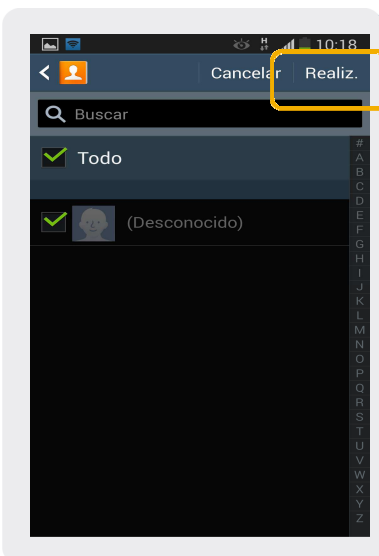 H 10:18
Cancelar Realiz.
Buscar
Todo
(Desconocido)
#
A
B
C
D
E
F
G
H
I
J
K
L
M
N
O
P
Q
R
S
T
U
V
W
X
Y
Z